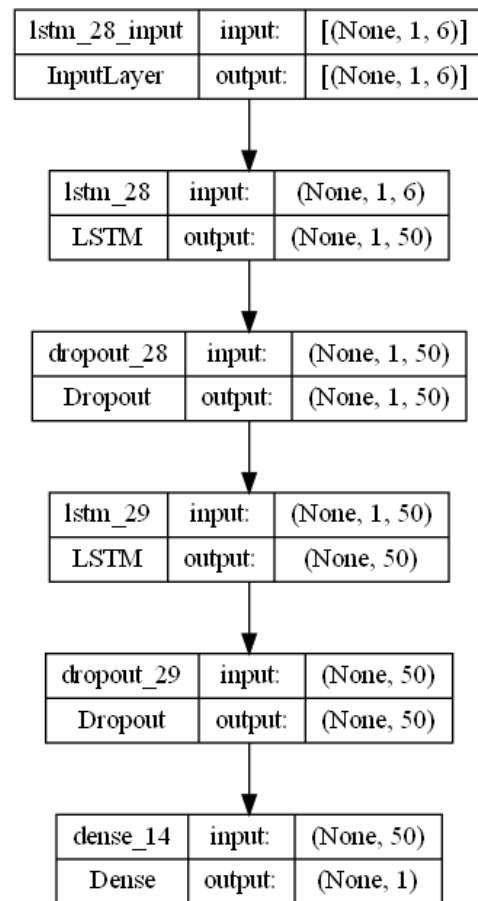 lstm_28_input input: [(None, 1, 6)]
InputLayer output: [(None, 1, 6)]
lstm_28 input: (None, 1, 6)
LSTM output: (None, 1, 50)
dropout_28 input: (None, 1, 50)
Dropout output: (None, 1, 50)
lstm_29 input: (None, 1, 50)
LSTM output: (None, 50)
dropout_29 input: (None, 50)
Dropout output: (None, 50)
dense_14 input: (None, 50)
Dense output: (None, 1)